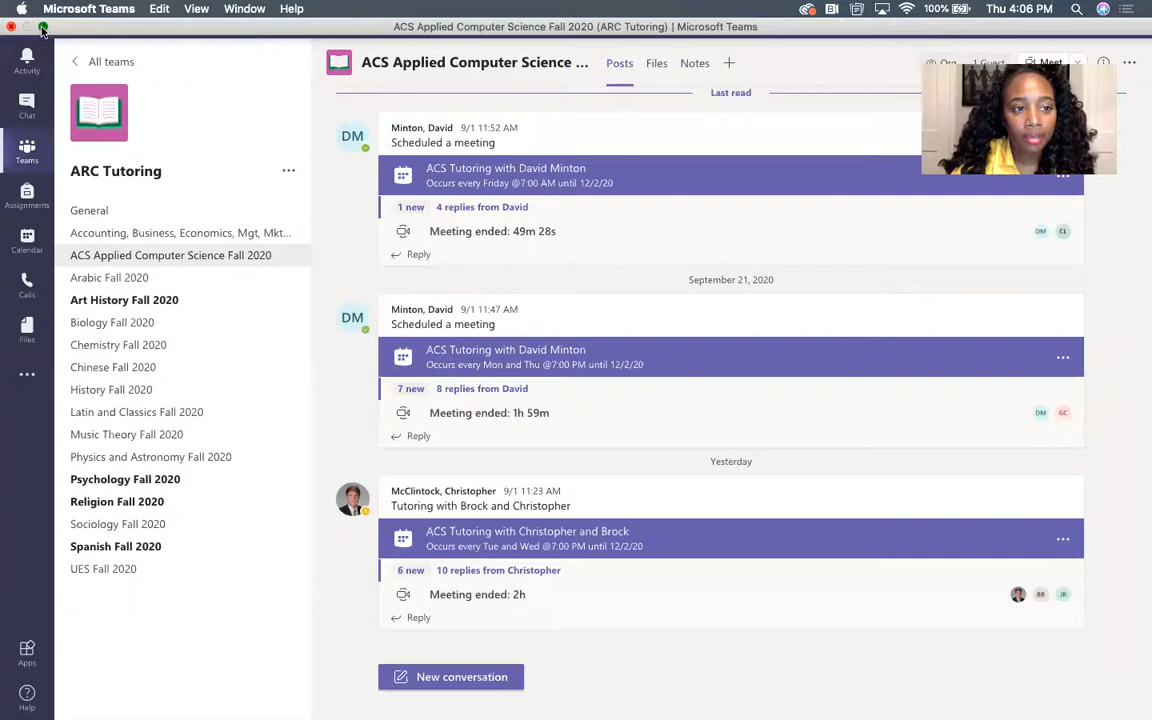 Microsoft Teams Edit View Window Help 100% Thu 4:06 PM
ACS Applied Computer Science Fall 2020 (ARC Tutoring) | Microsoft Teams
Activity
Chat
Teams
Assignments
Calendar
Calls
Files
Apps
Help
All teams
ARC Tutoring
General
Accounting, Business, Economics, Mgt, Mkt...
ACS Applied Computer Science Fall 2020
Arabic Fall 2020
Art History Fall 2020
Biology Fall 2020
Chemistry Fall 2020
Chinese Fall 2020
History Fall 2020
Latin and Classics Fall 2020
Music Theory Fall 2020
Physics and Astronomy Fall 2020
Psychology Fall 2020
Religion Fall 2020
Sociology Fall 2020
Spanish Fall 2020
UES Fall 2020
ACS Applied Computer Science ... Posts Files Notes
Org 1 Guest Meet
Last read
DM
Minton, David 9/1 11:52 AM
Scheduled a meeting
ACS Tutoring with David Minton
Occurs every Friday @7:00 AM until 12/2/20
1 new 4 replies from David
Meeting ended: 49m 28s DM CL
Reply
September 21, 2020
DM
Minton, David 9/1 11:47 AM
Scheduled a meeting
ACS Tutoring with David Minton
Occurs every Mon and Thu @7:00 PM until 12/2/20
7 new 8 replies from David
Meeting ended: 1h 59m DM GC
Reply
Yesterday
McClintock, Christopher 9/1 11:23 AM
Tutoring with Brock and Christopher
ACS Tutoring with Christopher and Brock
Occurs every Tue and Wed @7:00 PM until 12/2/20
6 new 10 replies from Christopher
Meeting ended: 2h BB JR
Reply
New conversation